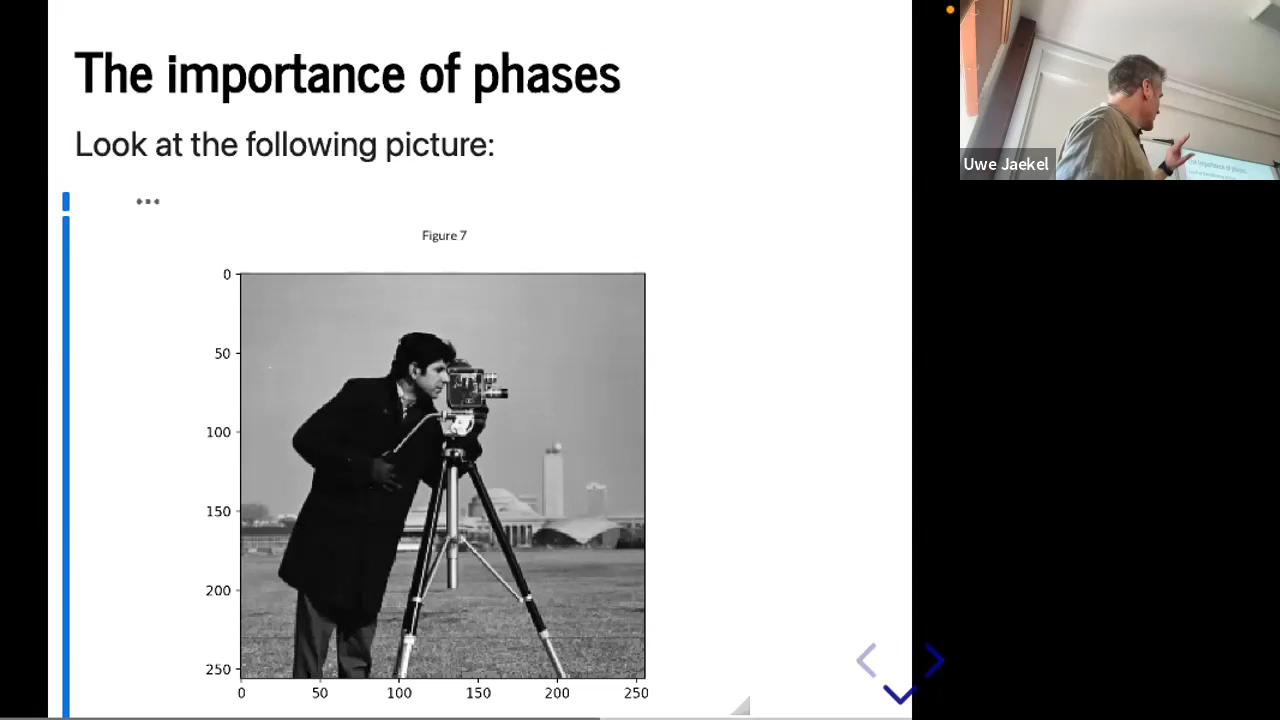 The importance of phases
Look at the following picture:
Figure 7
0
50
100
150
200
250
0 50 100 150 200 250
Uwe Jaekel